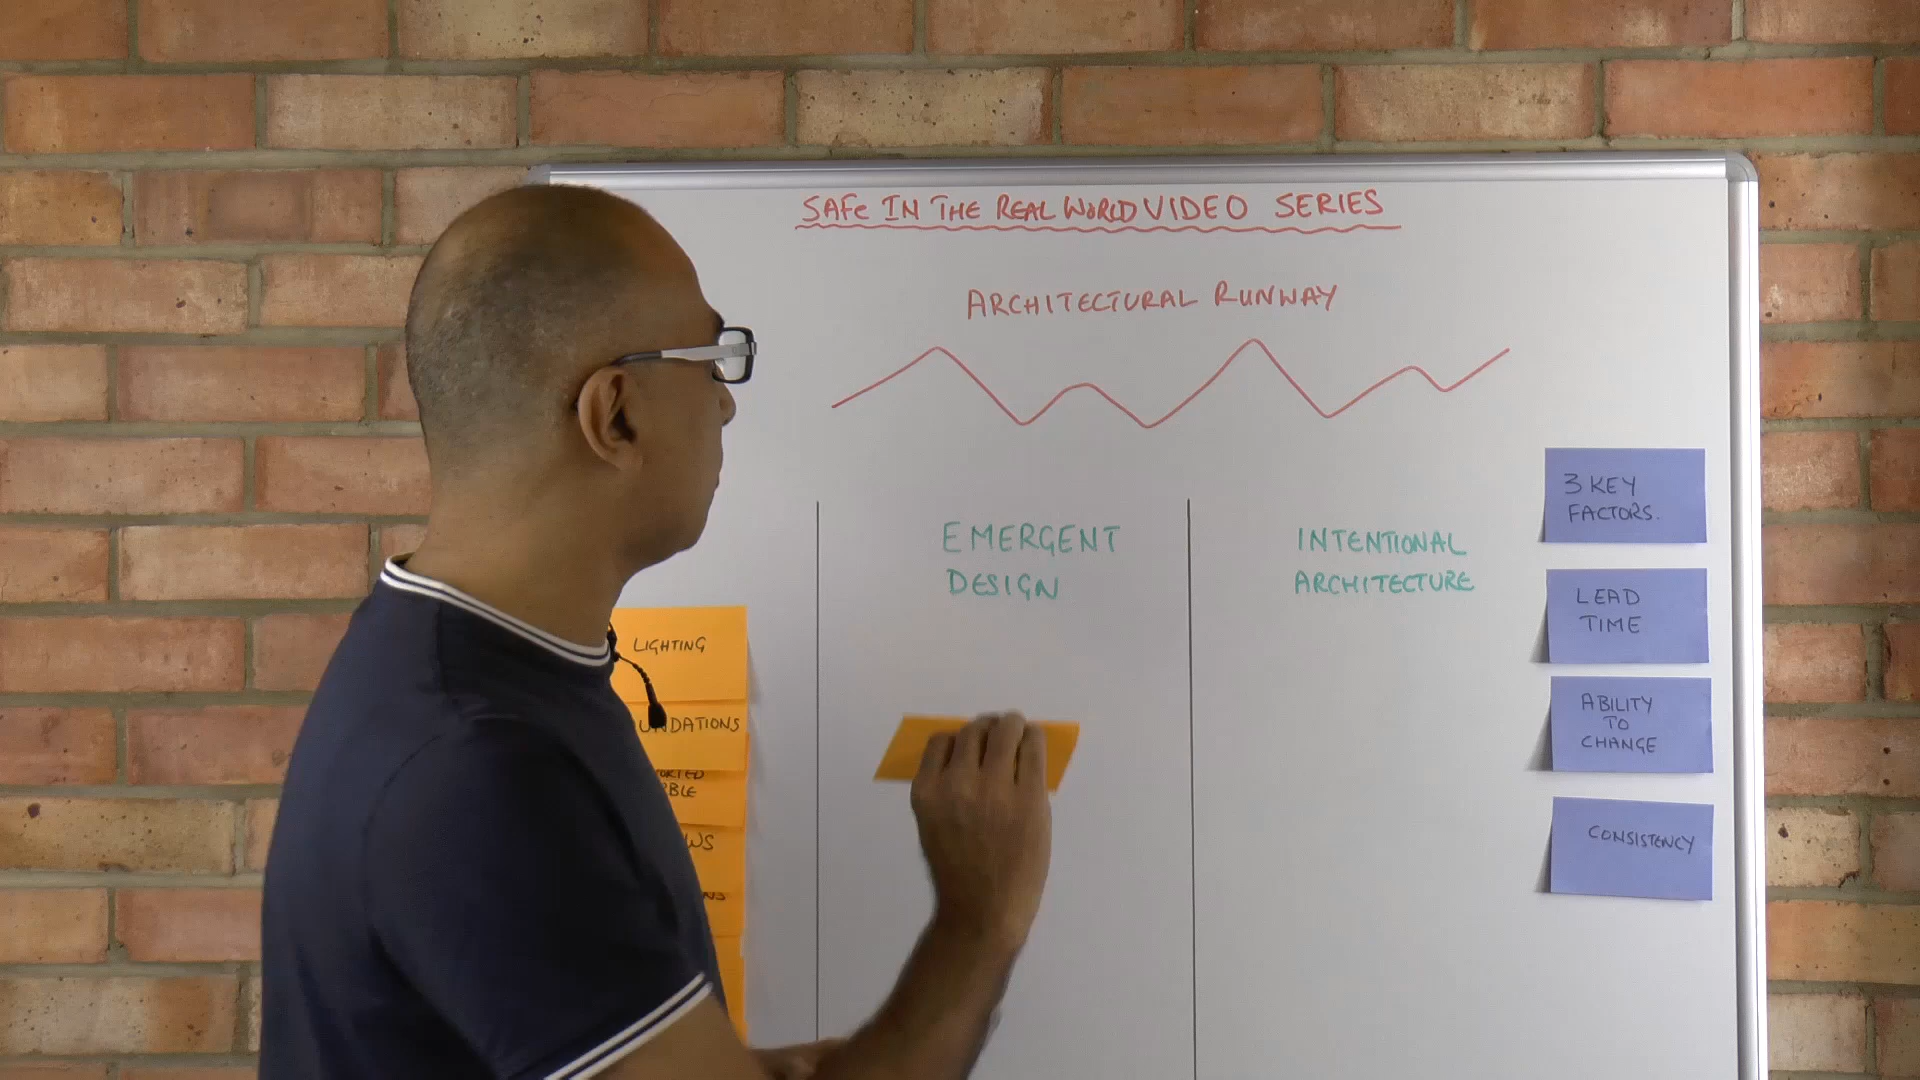 SAFe IN THE REAL WORLD VIDEO SERIES
ARCHITECTURAL RUNWAY
EMERGENT
DESIGN
INTENTIONAL
ARCHITECTURE
3 KEY
FACTORS.
LEAD
TIME
ABILITY
TO
CHANGE
CONSISTENCY
LIGHTING
UNDATIONS